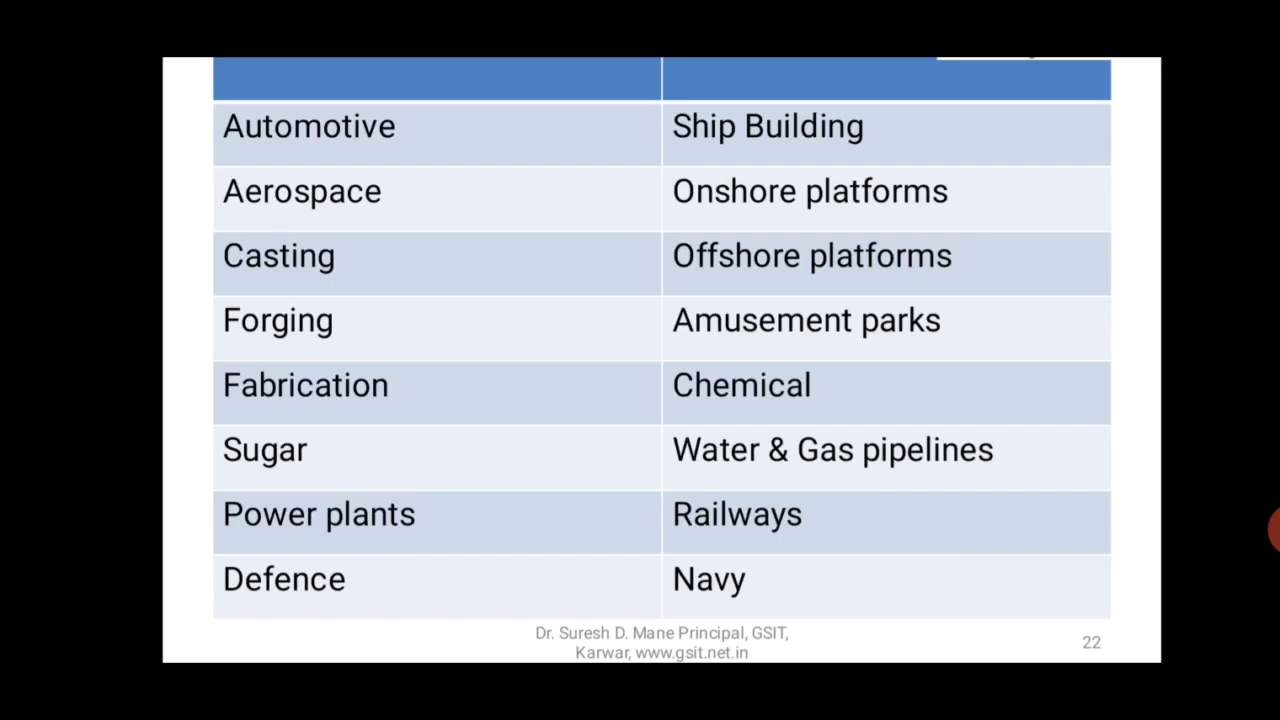 Automotive Ship Building
Aerospace Onshore platforms
Casting Offshore platforms
Forging Amusement parks
Fabrication Chemical
Sugar Water & Gas pipelines
Power plants Railways
Defence Navy
Dr. Suresh D. Mane Principal, GSIT,
Karwar, www.gsit.net.in
22